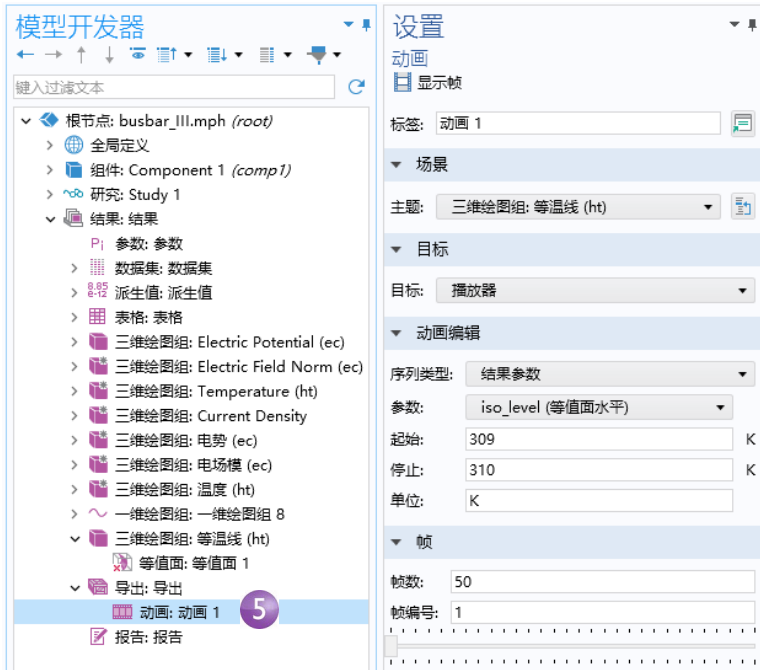 模型开发器
键入过滤文本
根节点: busbar_III.mph (root)
全局定义
组件: Component 1 (comp1)
研究: Study 1
结果: 结果
Pi 参数: 参数
数据集: 数据集
8.85
e-12 派生值: 派生值
表格: 表格
三维绘图组: Electric Potential (ec)
三维绘图组: Electric Field Norm (ec)
三维绘图组: Temperature (ht)
三维绘图组: Current Density
三维绘图组: 电势 (ec)
三维绘图组: 电场模 (ec)
三维绘图组: 温度 (ht)
一维绘图组: 一维绘图组 8
三维绘图组: 等温线 (ht)
等值面: 等值面 1
导出: 导出
动画: 动画 1 5
报告: 报告
设置
动画
显示帧
标签: 动画 1
场景
主题: 三维绘图组: 等温线 (ht)
目标
目标: 播放器
动画编辑
序列类型: 结果参数
参数: iso_level (等值面水平)
起始: 309 K
停止: 310 K
单位: K
帧
帧数: 50
帧编号: 1